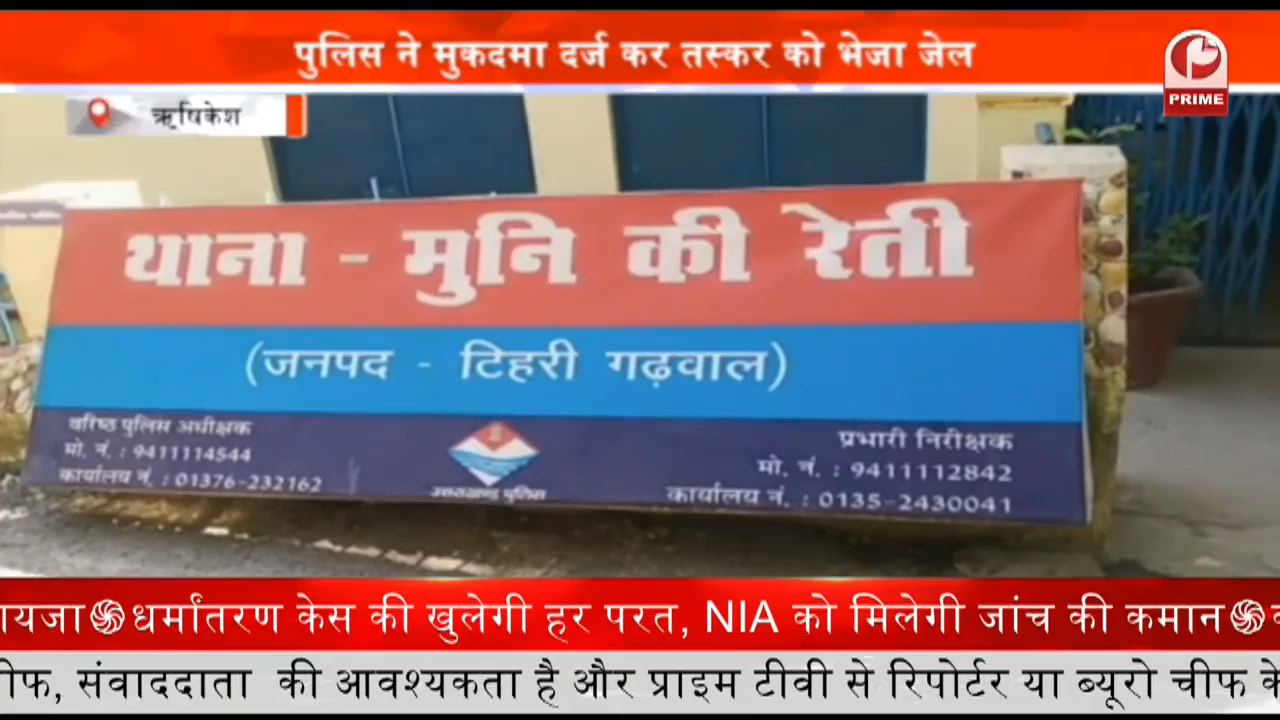 पुलिस ने मुकदमा दर्ज कर तस्कर को भेजा जेल
PRIME
ऋषिकेश
थाना - मुनि की रेती
(जनपद - टिहरी गढ़वाल)
वरिष्ठ पुलिस अधीक्षक
मो. नं. : 9411114544
कार्यालय नं. : 01376-232162
उत्तराखण्ड पुलिस
प्रभारी निरीक्षक
मो. नं. : 9411112842
कार्यालय नं. : 0135-2430041
यजा֍धर्मांतरण केस की खुलेगी हर परत, NIA को मिलेगी जांच की कमान֍
फ, संवाददाता की आवश्यकता है और प्राइम टीवी से रिपोर्टर या ब्यूरो चीफ के